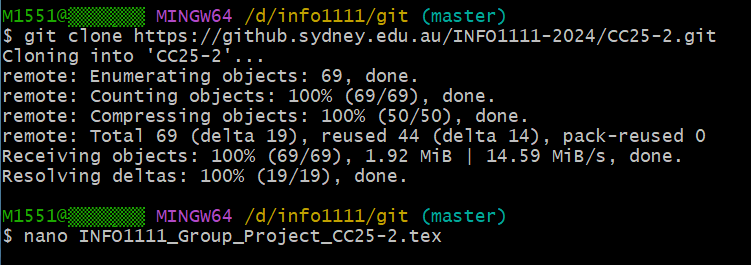 M1551@▒▒▒▒▒▒▒ MINGW64 /d/info1111/git (master)
$ git clone https://github.sydney.edu.au/INFO1111-2024/CC25-2.git
Cloning into 'CC25-2'...
remote: Enumerating objects: 69, done.
remote: Counting objects: 100% (69/69), done.
remote: Compressing objects: 100% (50/50), done.
remote: Total 69 (delta 19), reused 44 (delta 14), pack-reused 0
Receiving objects: 100% (69/69), 1.92 MiB | 14.59 MiB/s, done.
Resolving deltas: 100% (19/19), done.
M1551@▒▒▒▒▒▒▒ MINGW64 /d/info1111/git (master)
$ nano INFO1111_Group_Project_CC25-2.tex